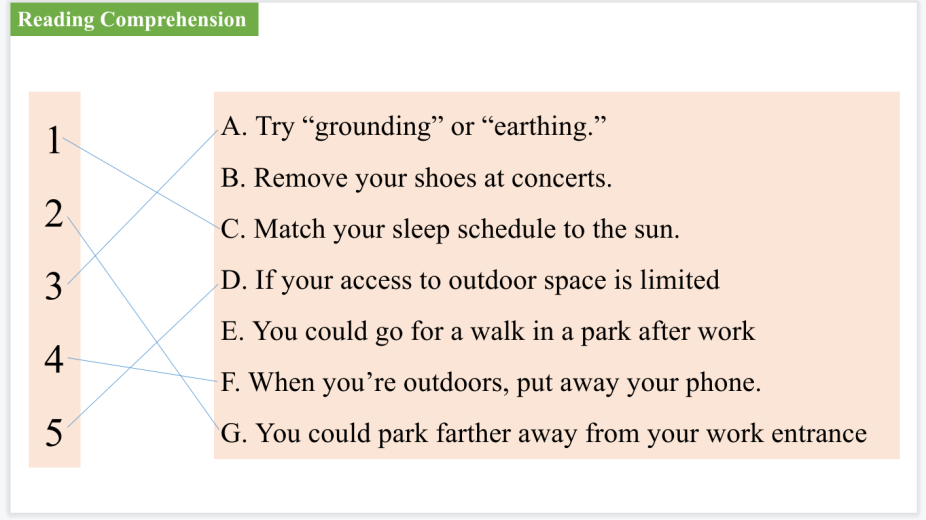 Reading Comprehension
1
2
3
4
5
A. Try “grounding” or “earthing.”
B. Remove your shoes at concerts.
C. Match your sleep schedule to the sun.
D. If your access to outdoor space is limited
E. You could go for a walk in a park after work
F. When you’re outdoors, put away your phone.
G. You could park farther away from your work entrance